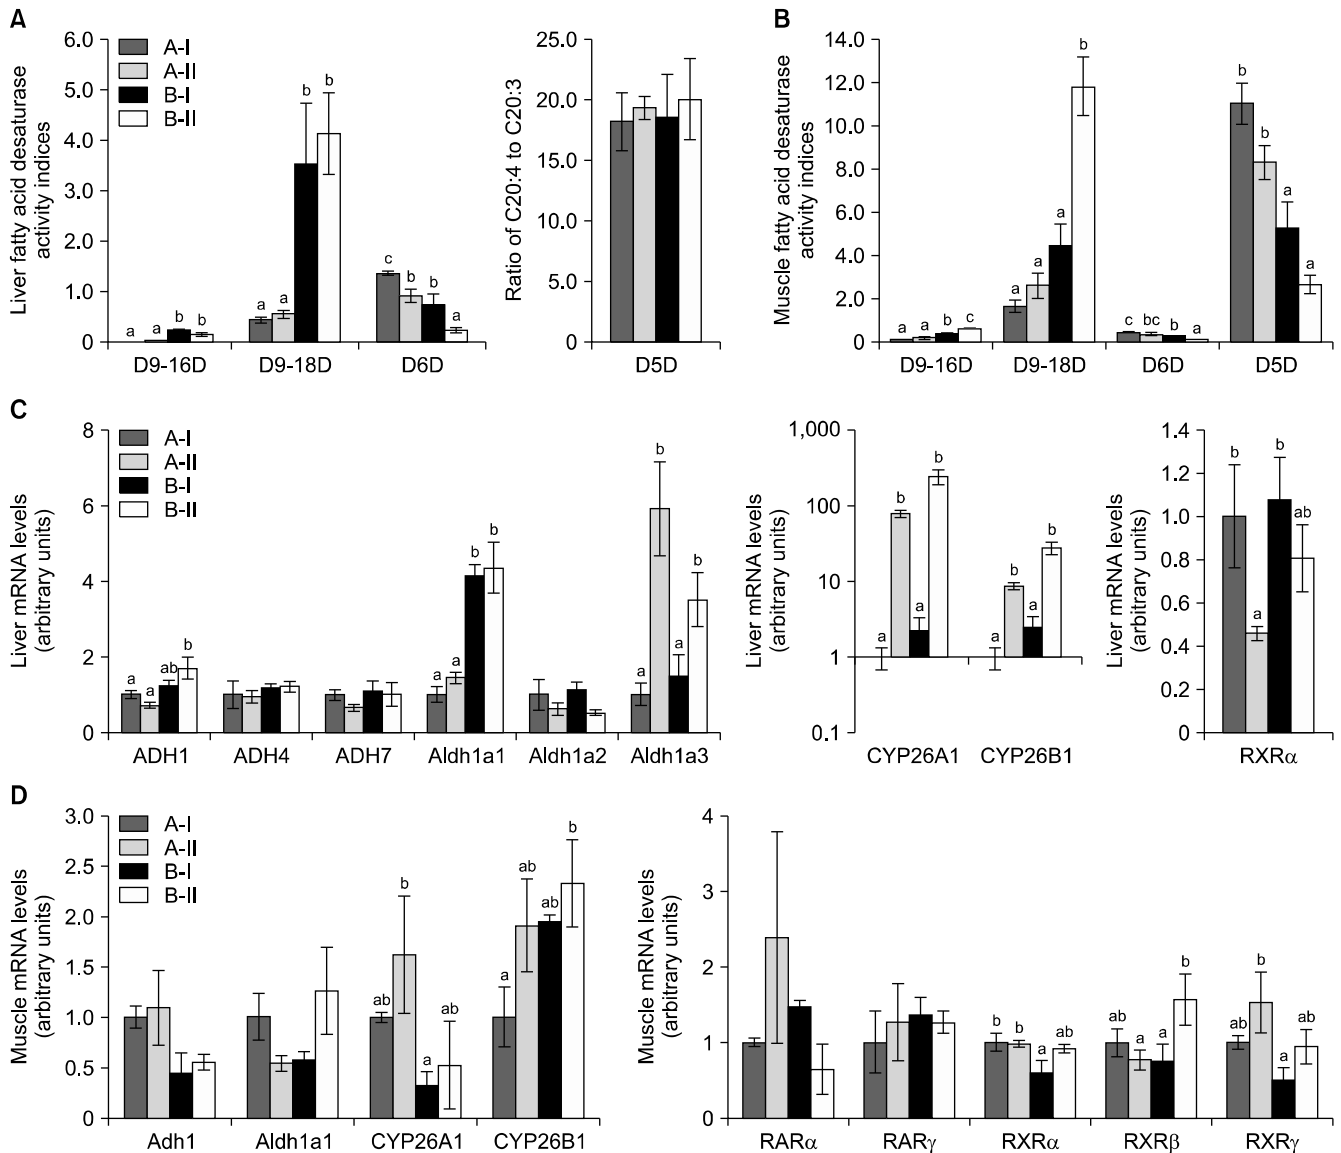 A
Liver fatty acid desaturase
activity indices
6.0
5.0
4.0
3.0
2.0
1.0
0
A-I
A-II
B-I
B-II
a a b b
a a b b
c b b a
D9-16D D9-18D D6D
Ratio of C20:4 to C20:3
25.0
20.0
15.0
10.0
5.0
0
D5D
B
Muscle fatty acid desaturase
activity indices
14.0
12.0
10.0
8.0
6.0
4.0
2.0
0
a a b c
a a a b
c bc b a
b b a a
D9-16D D9-18D D6D D5D
C
Liver mRNA levels
(arbitrary units)
8
6
4
2
0
A-I
A-II
B-I
B-II
a a ab b
a a b b
a b a b
ADH1 ADH4 ADH7 Aldh1a1 Aldh1a2 Aldh1a3
Liver mRNA levels
(arbitrary units)
1,000
100
10
1
0.1
a b a b
a b a b
CYP26A1 CYP26B1
Liver mRNA levels
(arbitrary units)
1.4
1.2
1.0
0.8
0.6
0.4
0.2
0
b a b ab
RXRα
D
Muscle mRNA levels
(arbitrary units)
3.0
2.5
2.0
1.5
1.0
0.5
0
A-I
A-II
B-I
B-II
ab b a ab
a ab ab b
Adh1 Aldh1a1 CYP26A1 CYP26B1
Muscle mRNA levels
(arbitrary units)
4
3
2
1
0
b b a ab
ab a a b
ab b a ab
RARα RARγ RXRα RXRβ RXRγ